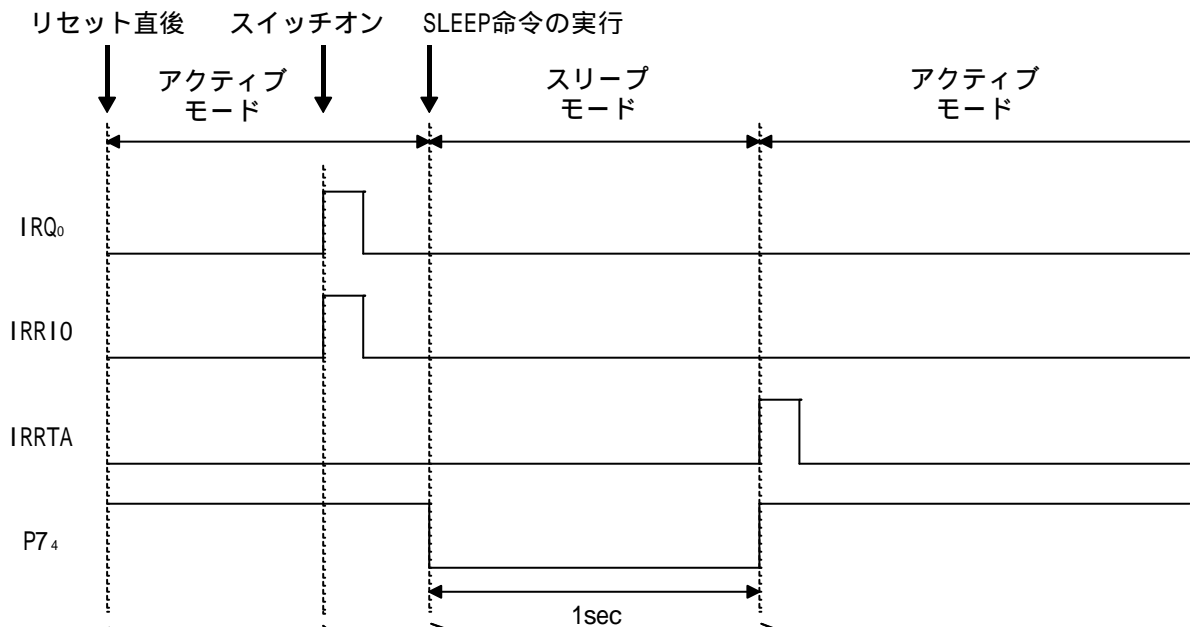 リセット直後 スイッチオン SLEEP命令の実行
アクティブ
モード
スリープ
モード
アクティブ
モード
IRQ₀
IRRI0
IRRTA
P7₄
1sec